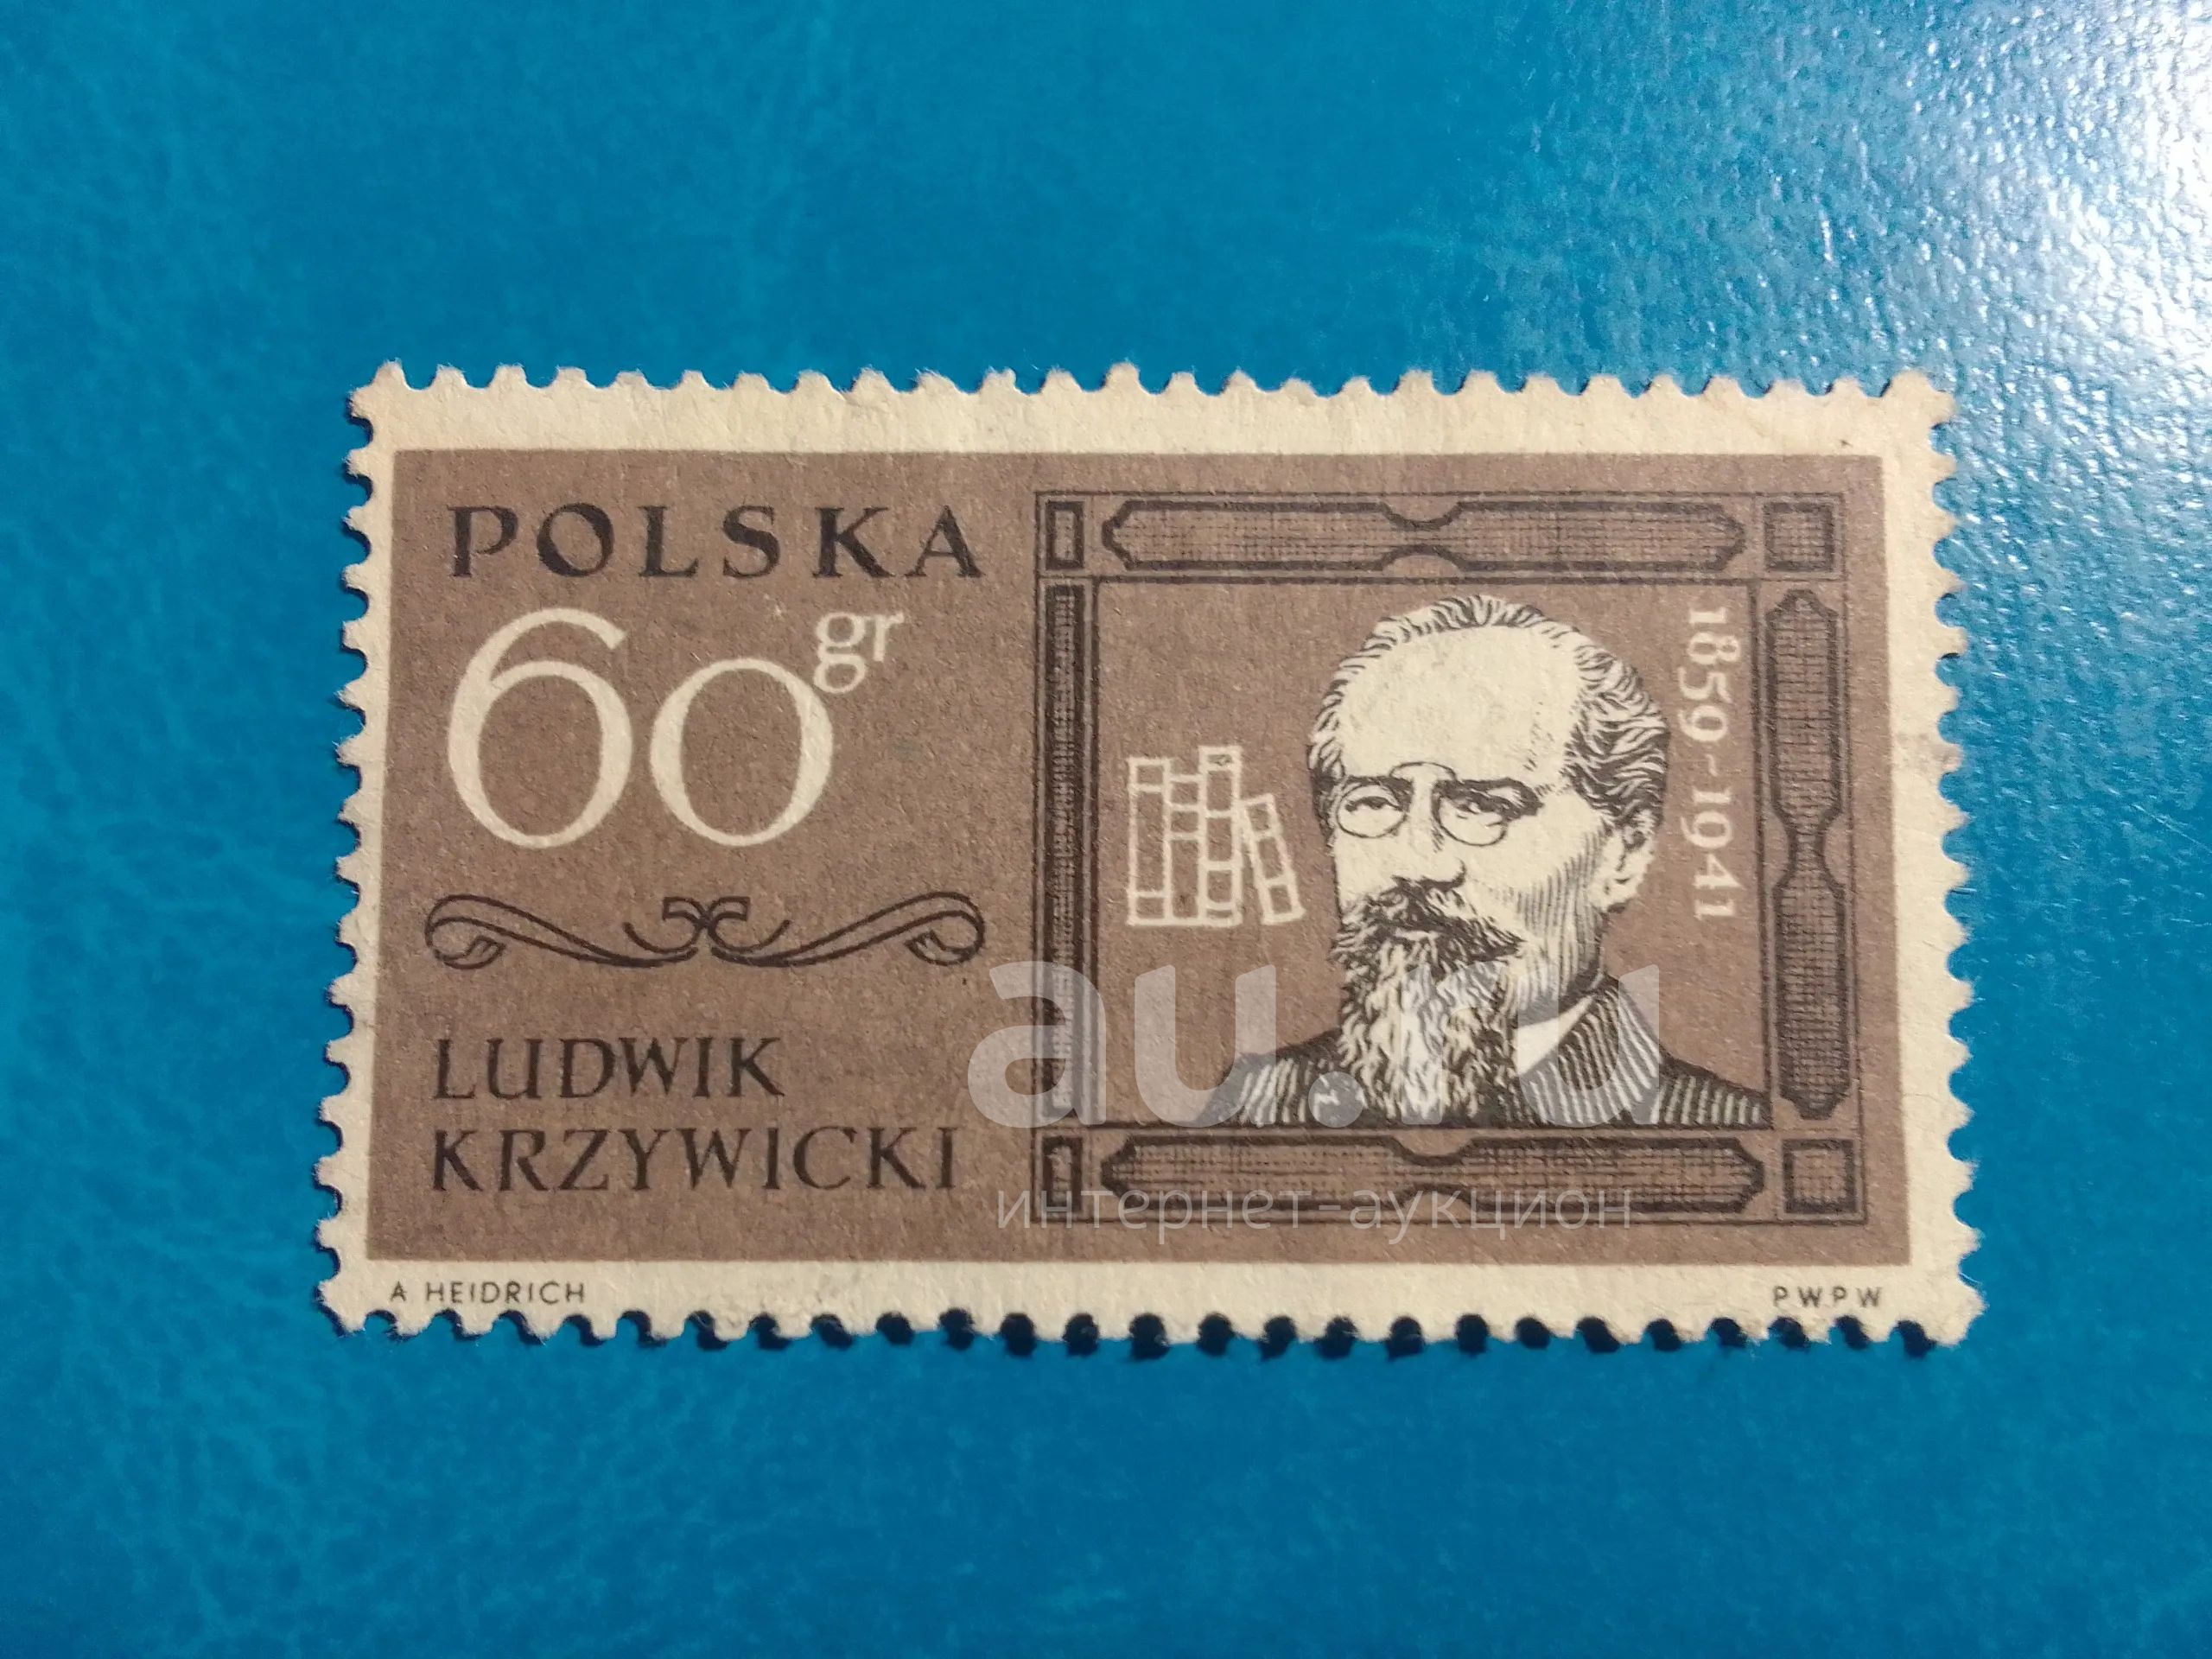 POLSKA
60 gr
LUDWIK
KRZYWICKI
1859-1941
A HEIDRICH
PWPW
au.ru
интернет-аукцион